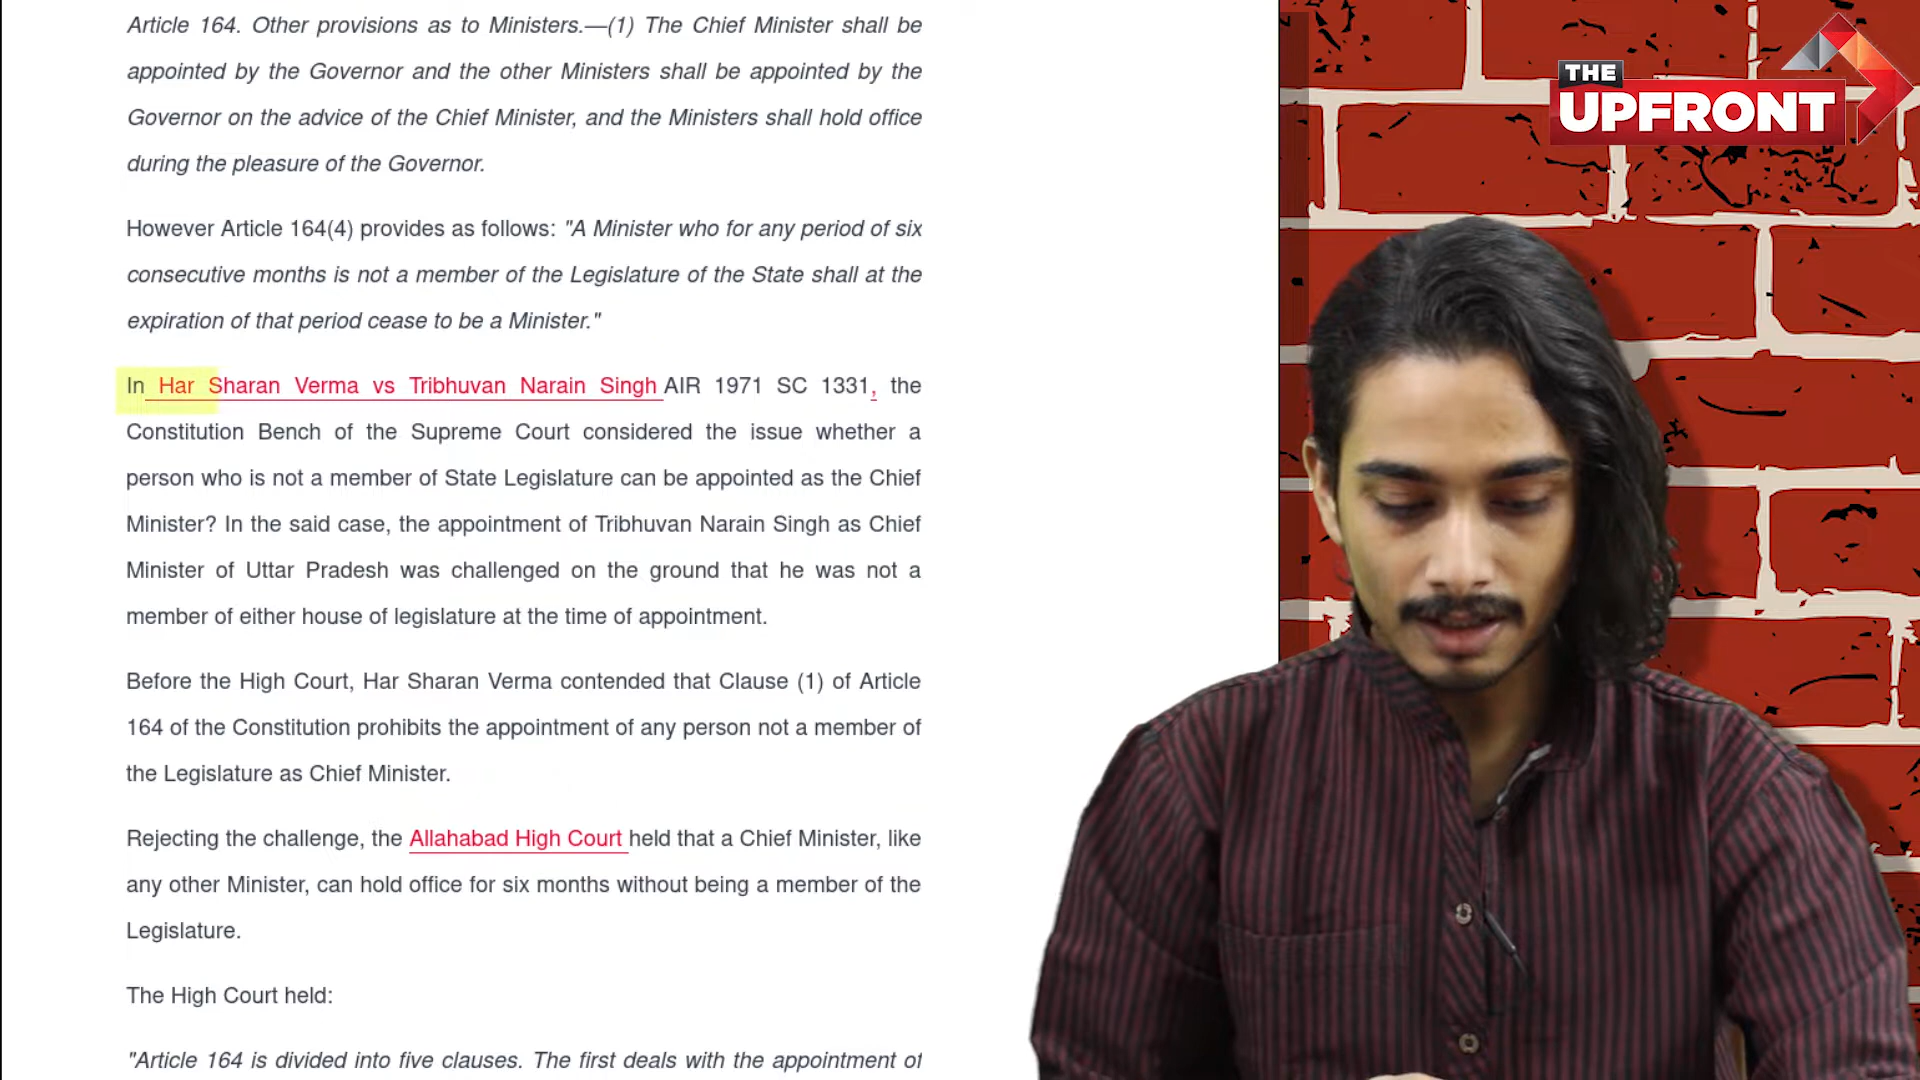 Article 164. Other provisions as to Ministers.—(1) The Chief Minister shall be
appointed by the Governor and the other Ministers shall be appointed by the
Governor on the advice of the Chief Minister, and the Ministers shall hold office
during the pleasure of the Governor.
However Article 164(4) provides as follows: "A Minister who for any period of six
consecutive months is not a member of the Legislature of the State shall at the
expiration of that period cease to be a Minister."
In Har Sharan Verma vs Tribhuvan Narain Singh AIR 1971 SC 1331, the
Constitution Bench of the Supreme Court considered the issue whether a
person who is not a member of State Legislature can be appointed as the Chief
Minister? In the said case, the appointment of Tribhuvan Narain Singh as Chief
Minister of Uttar Pradesh was challenged on the ground that he was not a
member of either house of legislature at the time of appointment.
Before the High Court, Har Sharan Verma contended that Clause (1) of Article
164 of the Constitution prohibits the appointment of any person not a member of
the Legislature as Chief Minister.
Rejecting the challenge, the Allahabad High Court held that a Chief Minister, like
any other Minister, can hold office for six months without being a member of the
Legislature.
The High Court held:
"Article 164 is divided into five clauses. The first deals with the appointment of
THE
UPFRONT